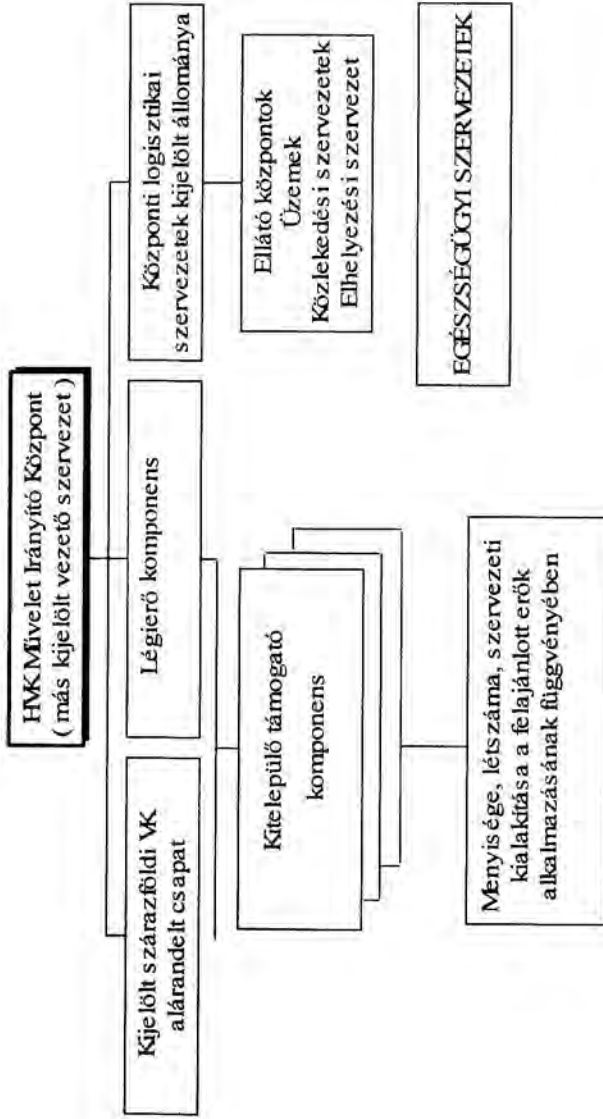 HVK Művelet Irányító Központ
( más kijelölt vezető szervezet )
Kijelölt szárazföldi VK
alárandelt csapat
Légierő komponens
Központi logisztikai
szervezetek kijelölt állománya
Kitelepülő támogató
komponens
Ellátó központok
Üzemek
Közlekedési szervezetek
Elhelyezési szervezet
Menyisége, létszáma, szervezeti
kialakítása a felajánlott erők
alkalmazásának függvényében
EGÉSZSÉGÜGYI SZERVEZETEK